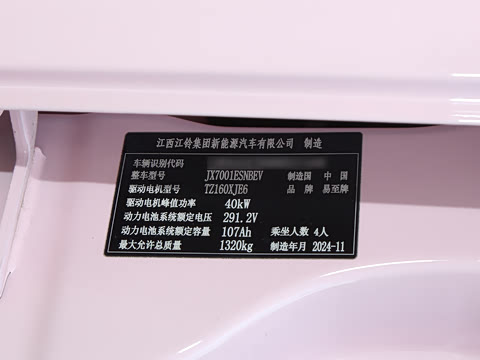 江西江铃集团新能源汽车有限公司 制造
车辆识别代码
整车型号 JX7001ESNBEV 制造国 中 国
驱动电机型号 TZ160XJE6 品 牌 易至牌
驱动电机峰值功率 40kW
动力电池系统额定电压 291.2V
动力电池系统额定容量 107Ah 乘坐人数 4人
最大允许总质量 1320kg 制造年月 2024-11